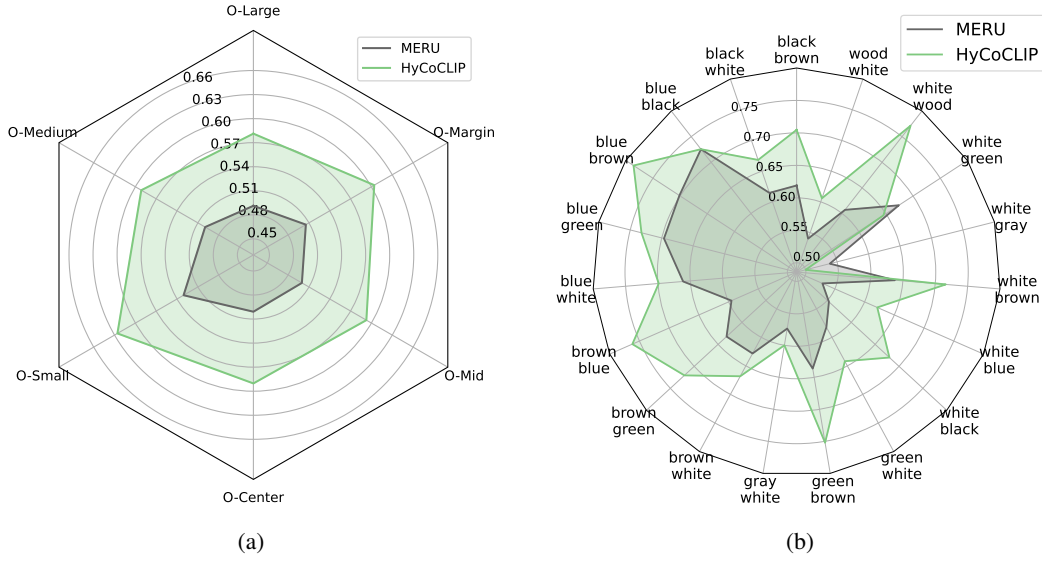 O-Large
MERU
HyCoCLIP
0.66
0.63
0.60
0.57
0.54
0.51
0.48
0.45
O-Medium
O-Margin
O-Small
O-Mid
O-Center
(a)
MERU
HyCoCLIP
black
brown
wood
white
white
wood
white
green
white
gray
white
brown
white
blue
white
black
green
white
green
brown
gray
white
brown
white
brown
green
brown
blue
blue
white
blue
green
blue
brown
blue
black
black
white
0.75
0.70
0.65
0.60
0.55
0.50
(b)